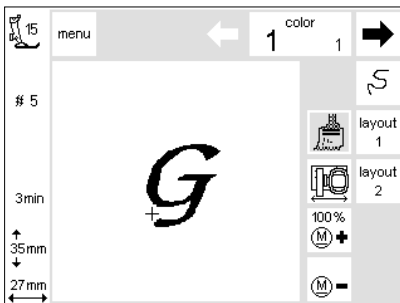 15
menu
color
1 1
# 5
S
layout
1
layout
2
G
3min
100%
M +
35mm
M -
27mm